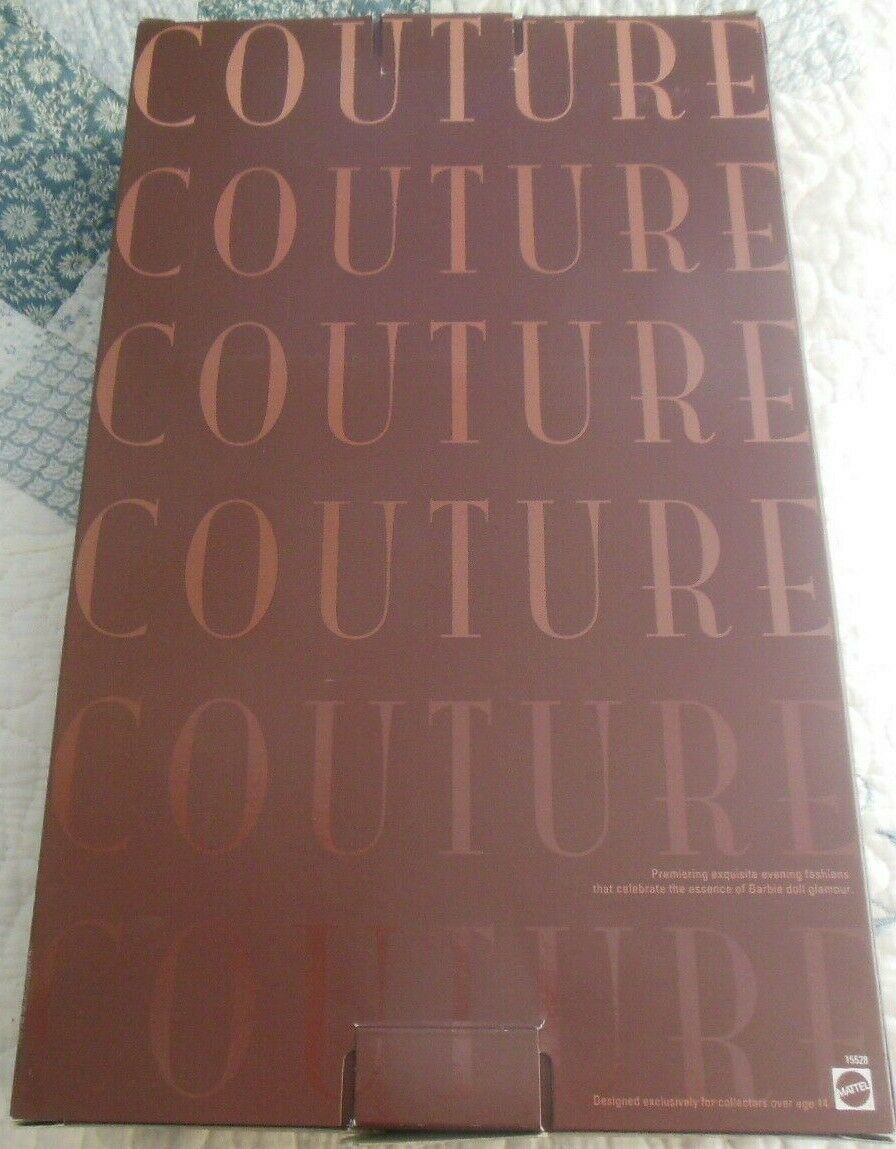 COUTURE
COUTURE
COUTURE
COUTURE
COUTURE
Premiering exquisite evening fashions
that celebrate the essence of Barbie doll glamour.
COUTURE
15528
MATTEL
Designed exclusively for collectors over age 14